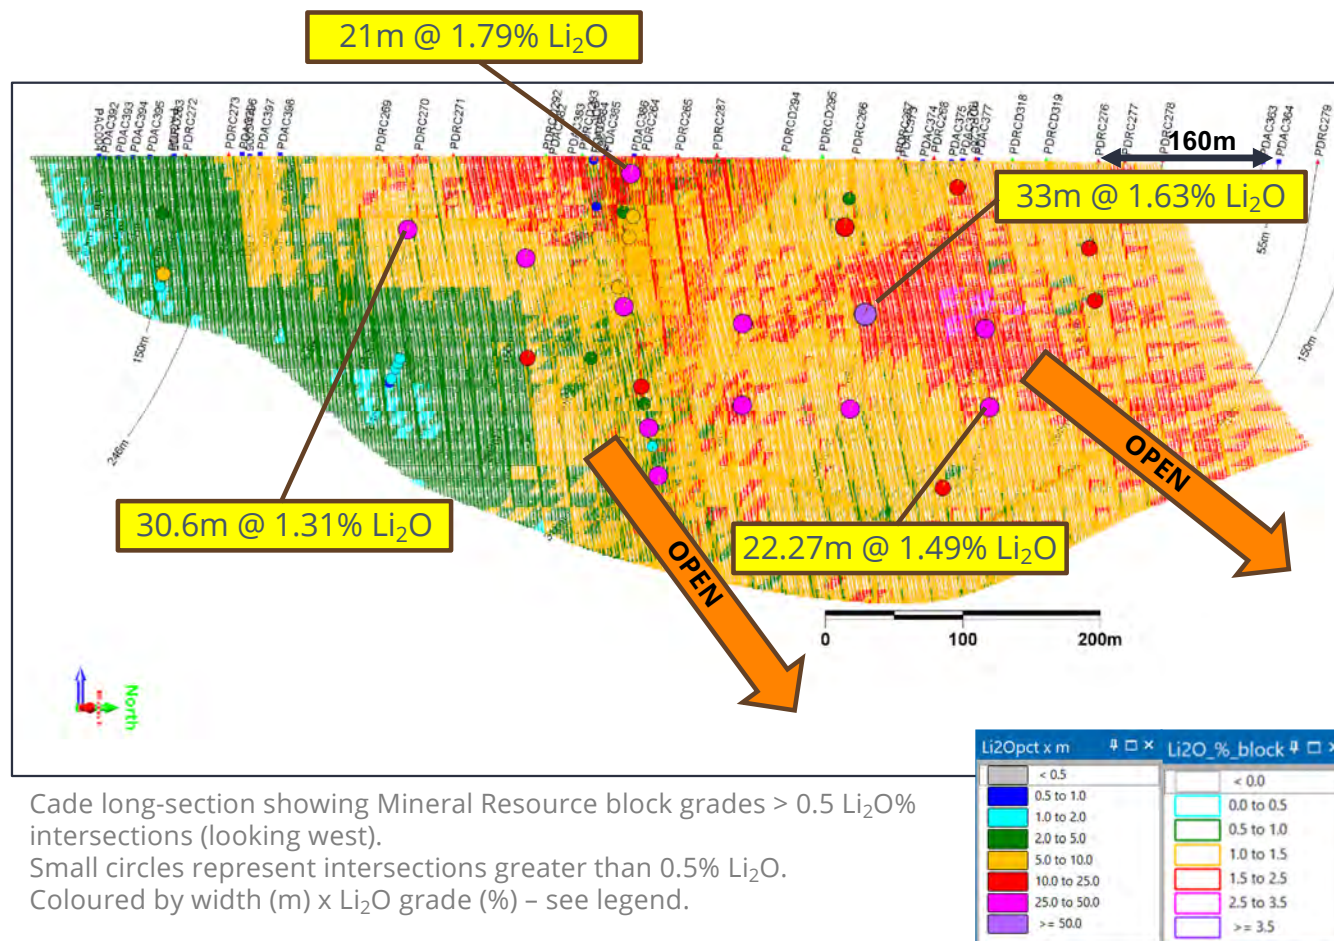 21m @ 1.79% Li₂O
PDAC392
PDAC393
PDAC394
PDAC395
PDRC272
PDRC273
PDAC397
PDAC398
PDRC269
PDRC270
PDRC271
PDAC385
PDAC386
PDRC264
PDRC265
PDRC287
PDRCD294
PDRCD295
PDRC266
PDAC374
PDRC268
PDAC375
PDAC377
PDRCD318
PDRCD319
PDRC276
PDRC277
PDRC278
PDAC363
PDAC364
PDRC279
160m
33m @ 1.63% Li₂O
55m
150m
150m
246m
30.6m @ 1.31% Li₂O
22.27m @ 1.49% Li₂O
OPEN
OPEN
0 100 200m
North
Li2Opct x m
< 0.5
0.5 to 1.0
1.0 to 2.0
2.0 to 5.0
5.0 to 10.0
10.0 to 25.0
25.0 to 50.0
>= 50.0
Li2O_%_block
< 0.0
0.0 to 0.5
0.5 to 1.0
1.0 to 1.5
1.5 to 2.5
2.5 to 3.5
>= 3.5
Cade long-section showing Mineral Resource block grades > 0.5 Li₂O%
intersections (looking west).
Small circles represent intersections greater than 0.5% Li₂O.
Coloured by width (m) x Li₂O grade (%) – see legend.